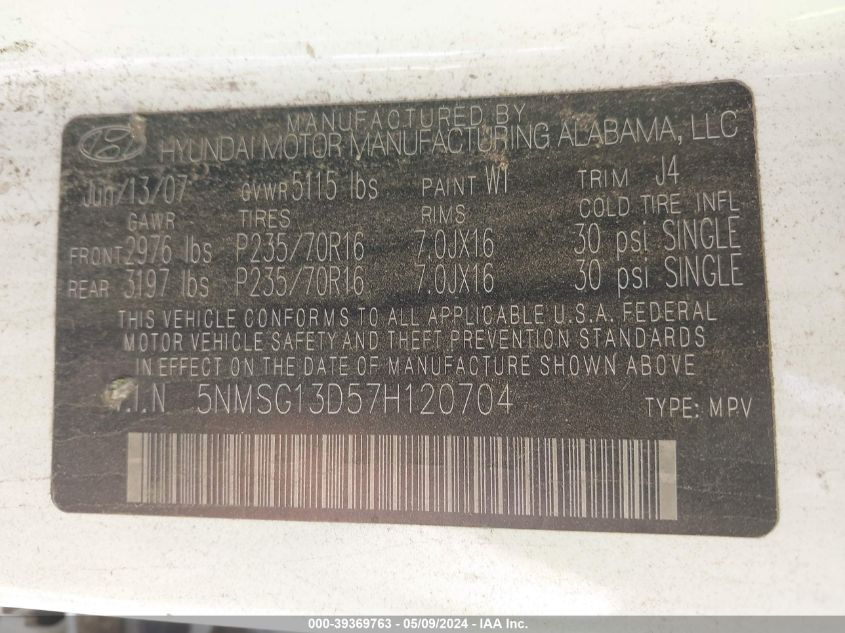 MANUFACTURED BY
HYUNDAI MOTOR MANUFACTURING ALABAMA, LLC
Jun/13/07 GVWR 5115 lbs PAINT W1 TRIM J4
GAWR TIRES RIMS COLD TIRE INFL
FRONT 2976 lbs P235/70R16 7.0JX16 30 psi SINGLE
REAR 3197 lbs P235/70R16 7.0JX16 30 psi SINGLE
THIS VEHICLE CONFORMS TO ALL APPLICABLE U.S.A. FEDERAL
MOTOR VEHICLE SAFETY AND THEFT PREVENTION STANDARDS
IN EFFECT ON THE DATE OF MANUFACTURE SHOWN ABOVE
V.I.N 5NMSG13D57H120704 TYPE: MPV
000-39369763 - 05/09/2024 - IAA Inc.